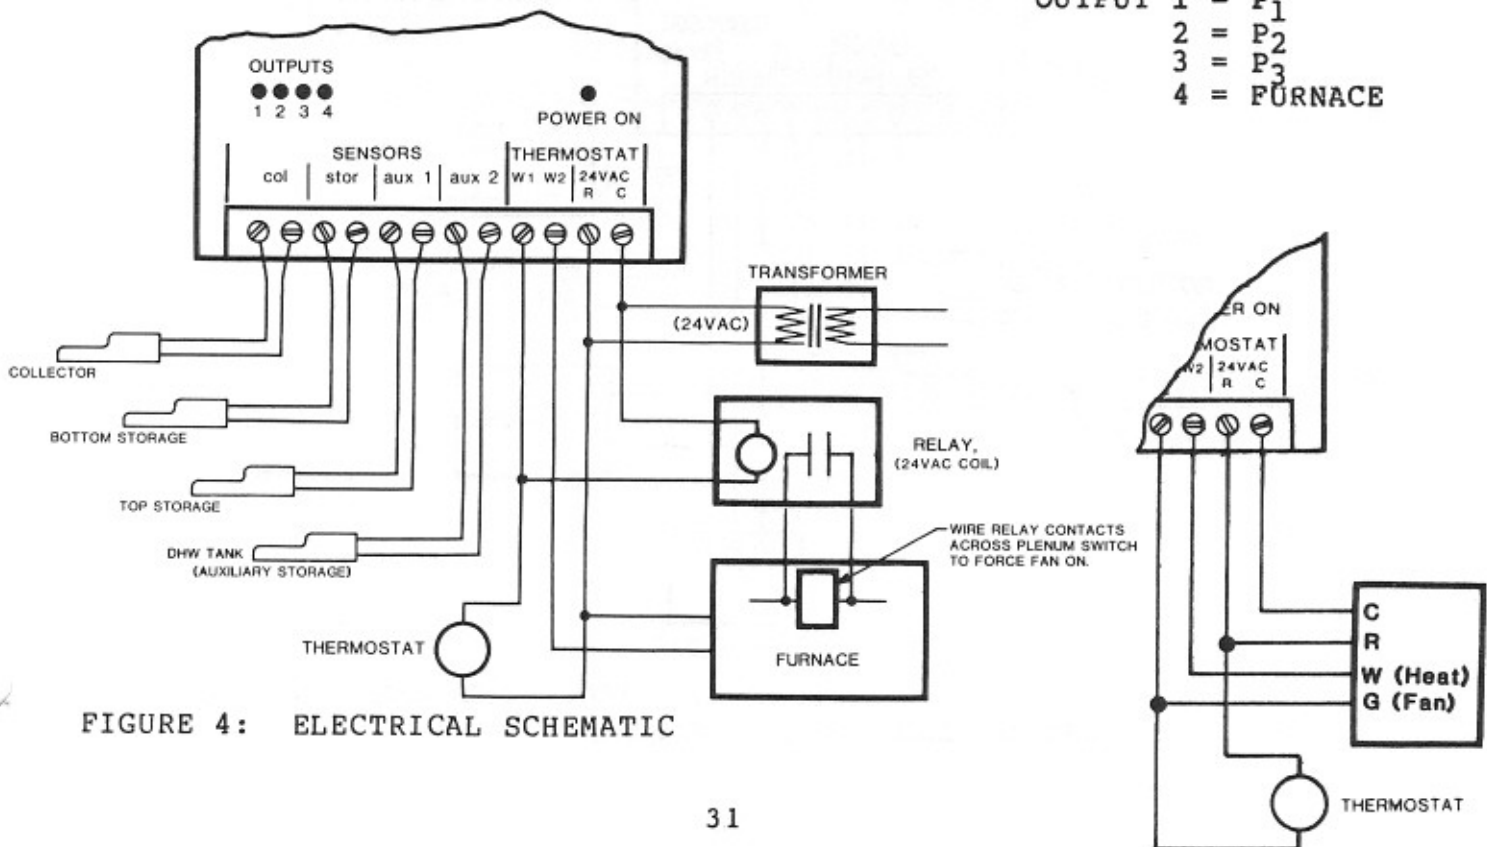 OUTPUT 1 = P1
2 = P2
3 = P3
4 = FURNACE
OUTPUTS
1 2 3 4
POWER ON
SENSORS
THERMOSTAT
col
stor
aux 1
aux 2
W1 W2
24VAC
R C
TRANSFORMER
(24VAC)
COLLECTOR
BOTTOM STORAGE
TOP STORAGE
DHW TANK
(AUXILIARY STORAGE)
RELAY,
(24VAC COIL)
WIRE RELAY CONTACTS
ACROSS PLENUM SWITCH
TO FORCE FAN ON.
THERMOSTAT
FURNACE
ER ON
MOSTAT
W2
24VAC
R C
C
R
W (Heat)
G (Fan)
THERMOSTAT
FIGURE 4: ELECTRICAL SCHEMATIC
31